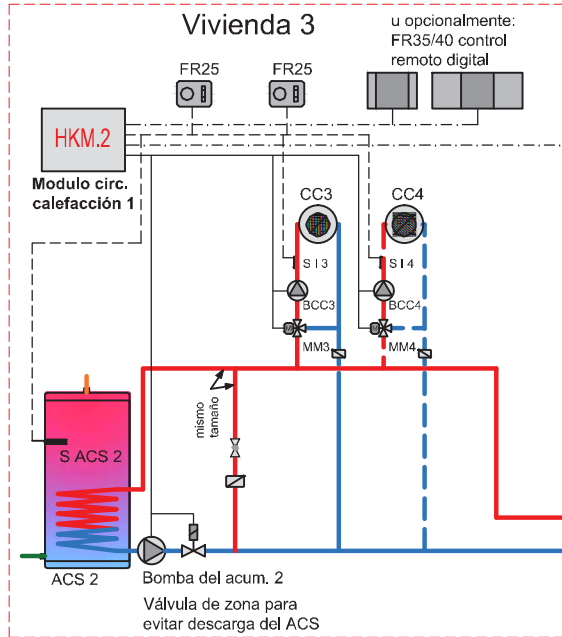 Vivienda 3
u opcionalmente:
FR35/40 control
remoto digital
FR25
FR25
HKM.2
Modulo circ.
calefacción 1
CC3
CC4
S I 3
S I 4
BCC3
BCC4
M
M
MM3
MM4
mismo
tamaño
S ACS 2
ACS 2
Bomba del acum. 2
Válvula de zona para
evitar descarga del ACS